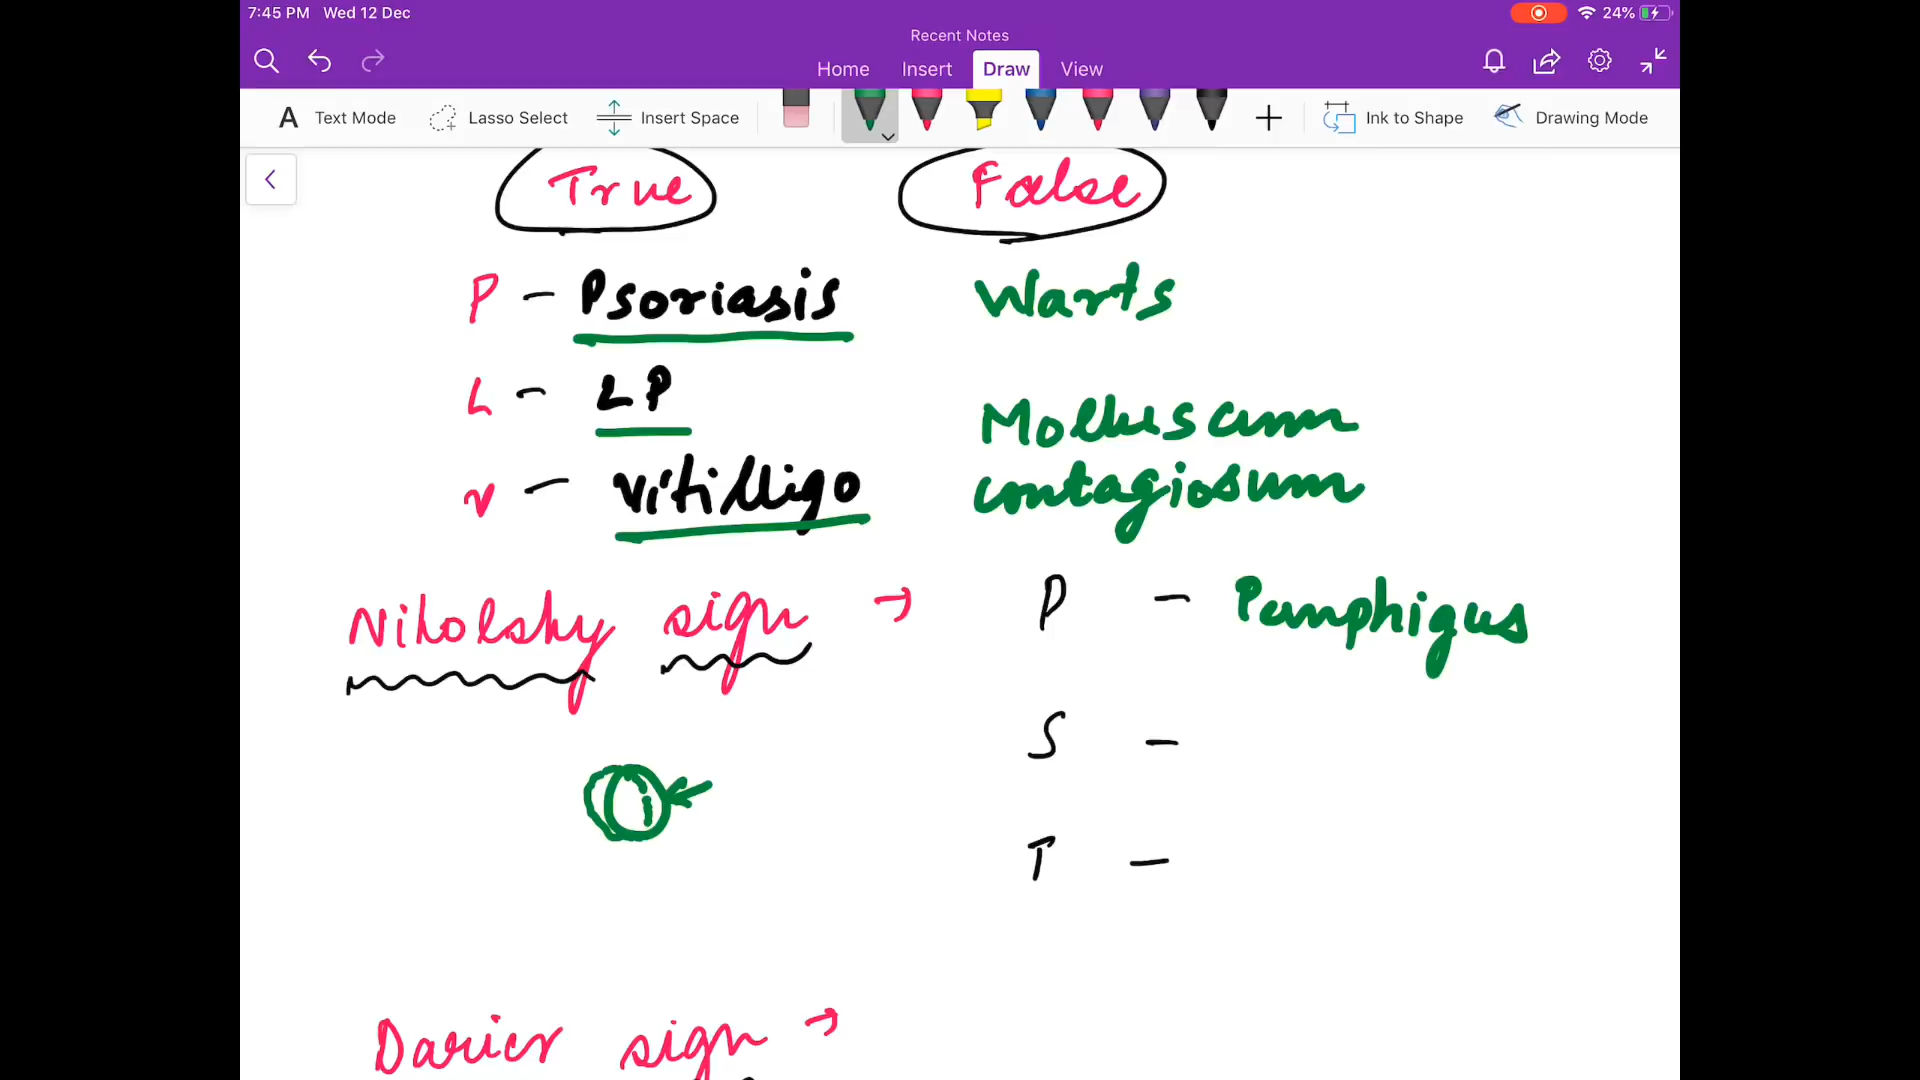 7:45 PM Wed 12 Dec 24%
Recent Notes
Home Insert Draw View
A Text Mode Lasso Select Insert Space Ink to Shape Drawing Mode
True False
P - Psoriasis Warts
L - LP Molluscum
v - vitilligo contagiosum
Nikolsky sign → P - Pemphigus
S -
T -
Darier sign →